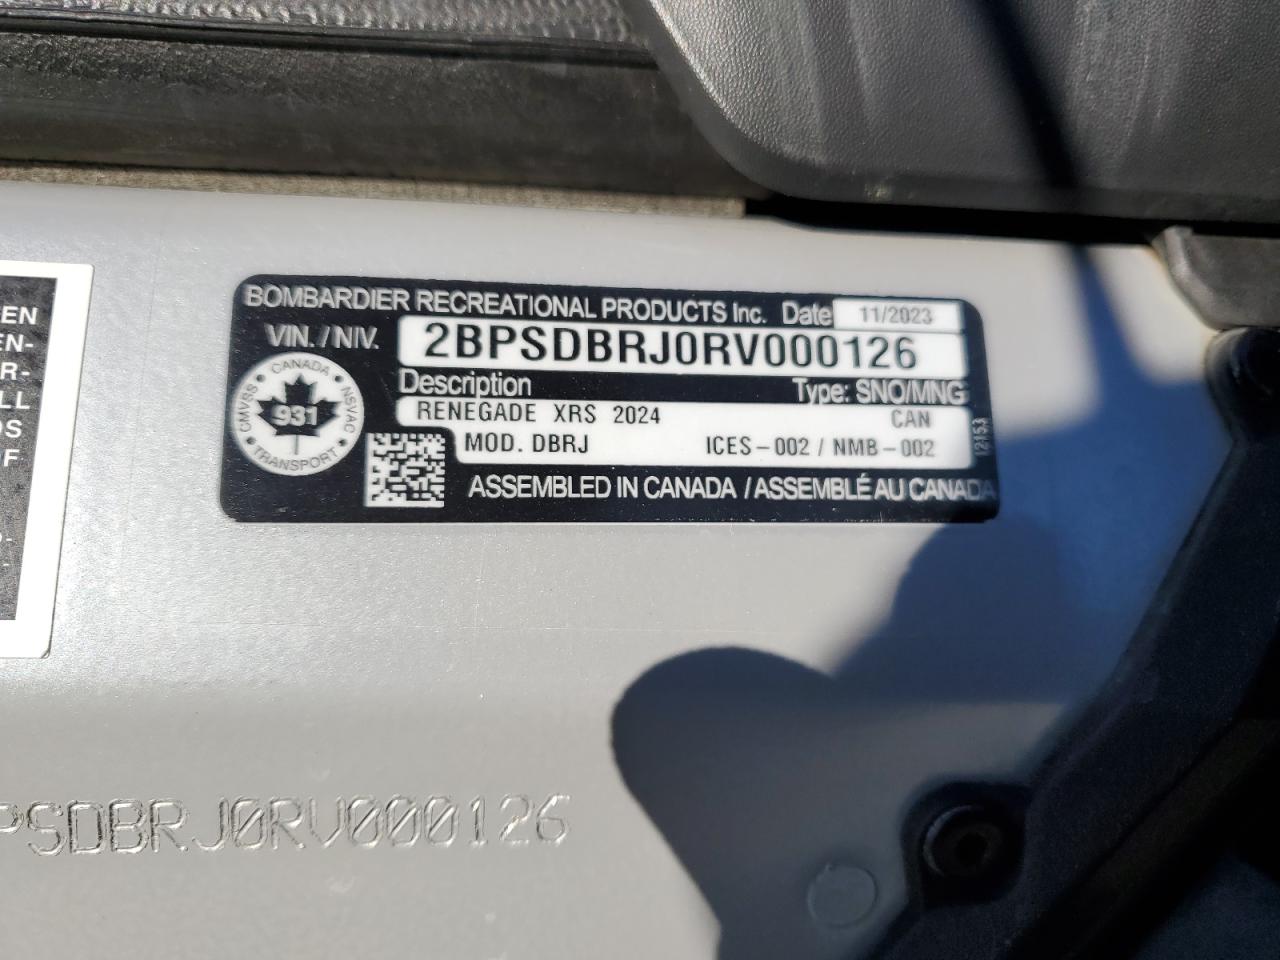 BOMBARDIER RECREATIONAL PRODUCTS Inc. Date 11/2023
VIN./NIV. 2BPSDBRJ0RV000126
Description Type: SNO/MNG
RENEGADE XRS 2024 CAN
MOD. DBRJ ICES-002 / NMB-002
12153
CANADA
CMVSS NSVAC
931
TRANSPORT
ASSEMBLED IN CANADA / ASSEMBLÉ AU CANADA
EN
EN-
R-
LL
DS
OF
PSDBRJ0RV000126